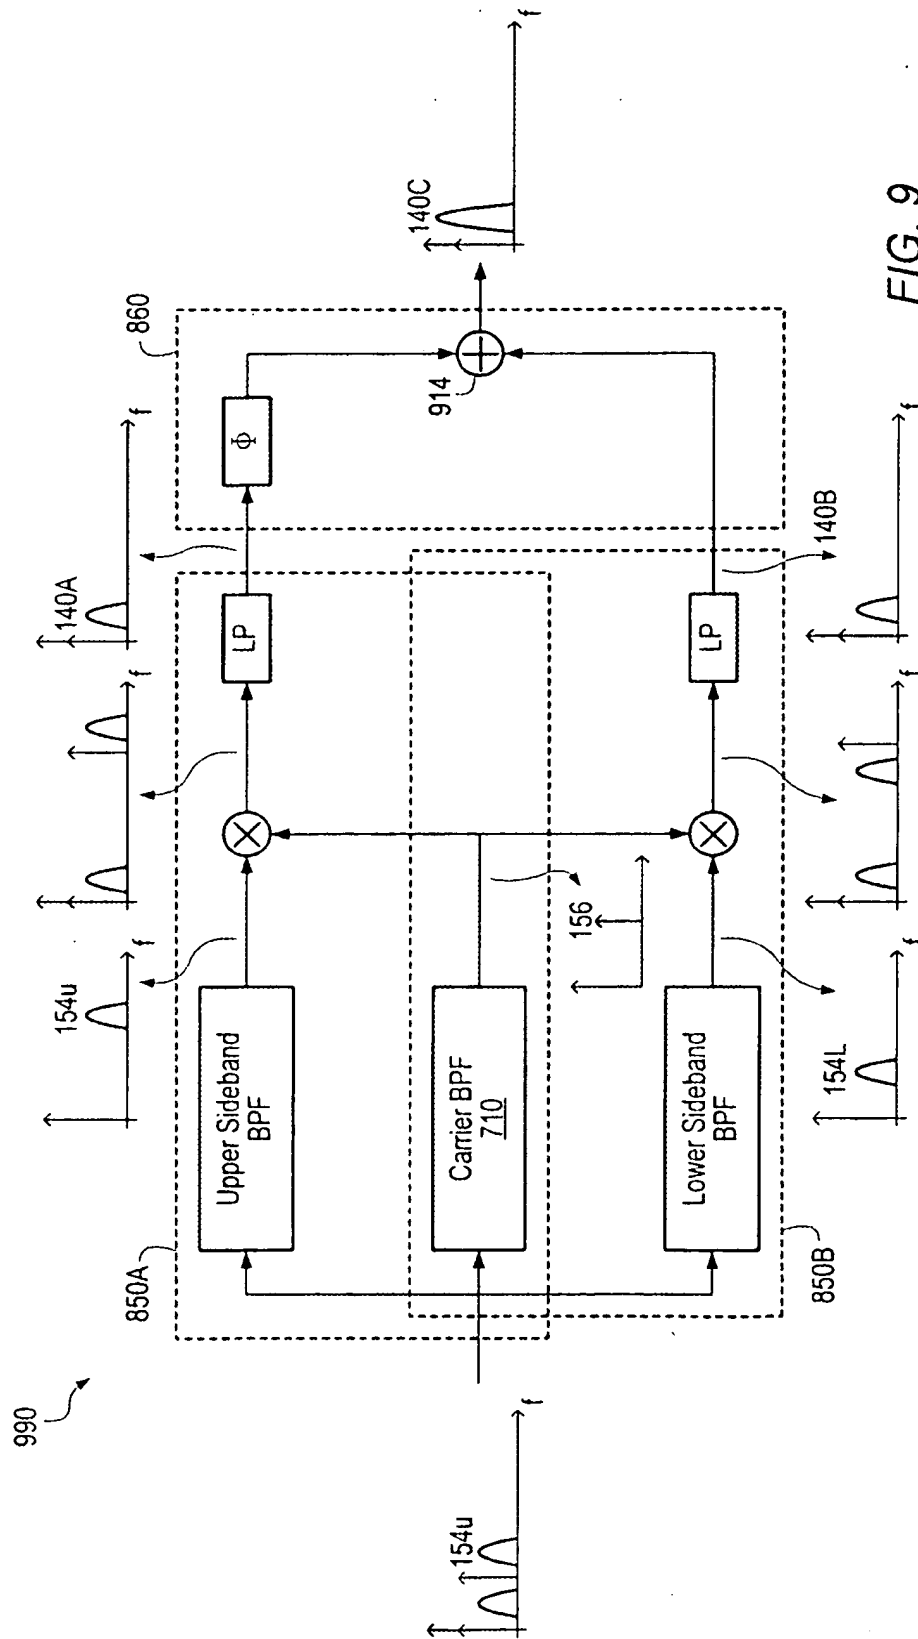 990
154u
f
850A
Upper Sideband
BPF
154u
f
f
LP
140A
f
Φ
860
Carrier BPF
710
156
914
140C
f
Lower Sideband
BPF
850B
154L
f
f
LP
140B
f
FIG. 9